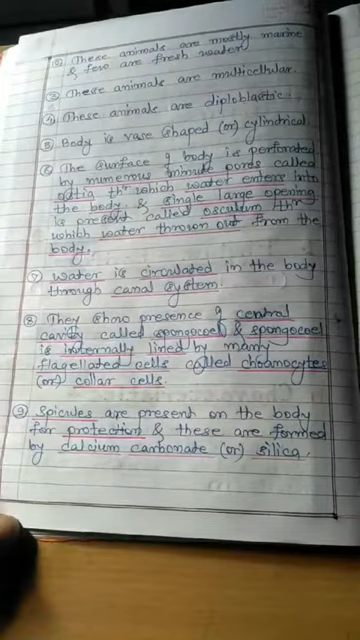 ② These animals are mostly marine
& few are fresh water
③ These animals are multicellular.
④ These animals are diploblastic.
⑤ Body is vase shaped (or) cylindrical
⑥ The surface of body is perforated
by numerous minute pores called
ostia thr which water enters into
the body & single large opening
is present called osculum thr
which water thrown out from the
body.
⑦ Water is circulated in the body
through canal system.
⑧ They show presence of central
cavity called spongocoel & spongocoel
is internally lined by many
flagellated cells called choanocytes
(or) collar cells.
⑨ Spicules are present on the body
for protection & these are formed
by calcium carbonate (or) silica.